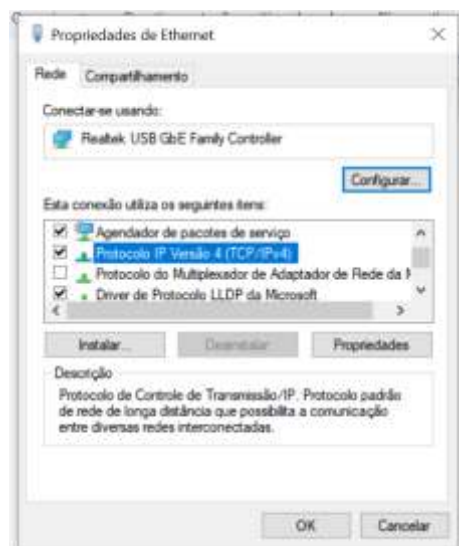 Propriedades de Ethernet
Rede Compartilhamento
Conectar-se usando:
Realtek USB GbE Family Controller
Configurar...
Esta conexão utiliza os seguintes itens:
Agendador de pacotes de serviço
Protocolo IP Versão 4 (TCP/IPv4)
Protocolo do Multiplexador de Adaptador de Rede da
Driver de Protocolo LLDP da Microsoft
Instalar... Desinstalar Propriedades
Descrição
Protocolo de Controle de Transmissão/IP. Protocolo padrão
de rede de longa distância que possibilita a comunicação
entre diversas redes interconectadas.
OK Cancelar